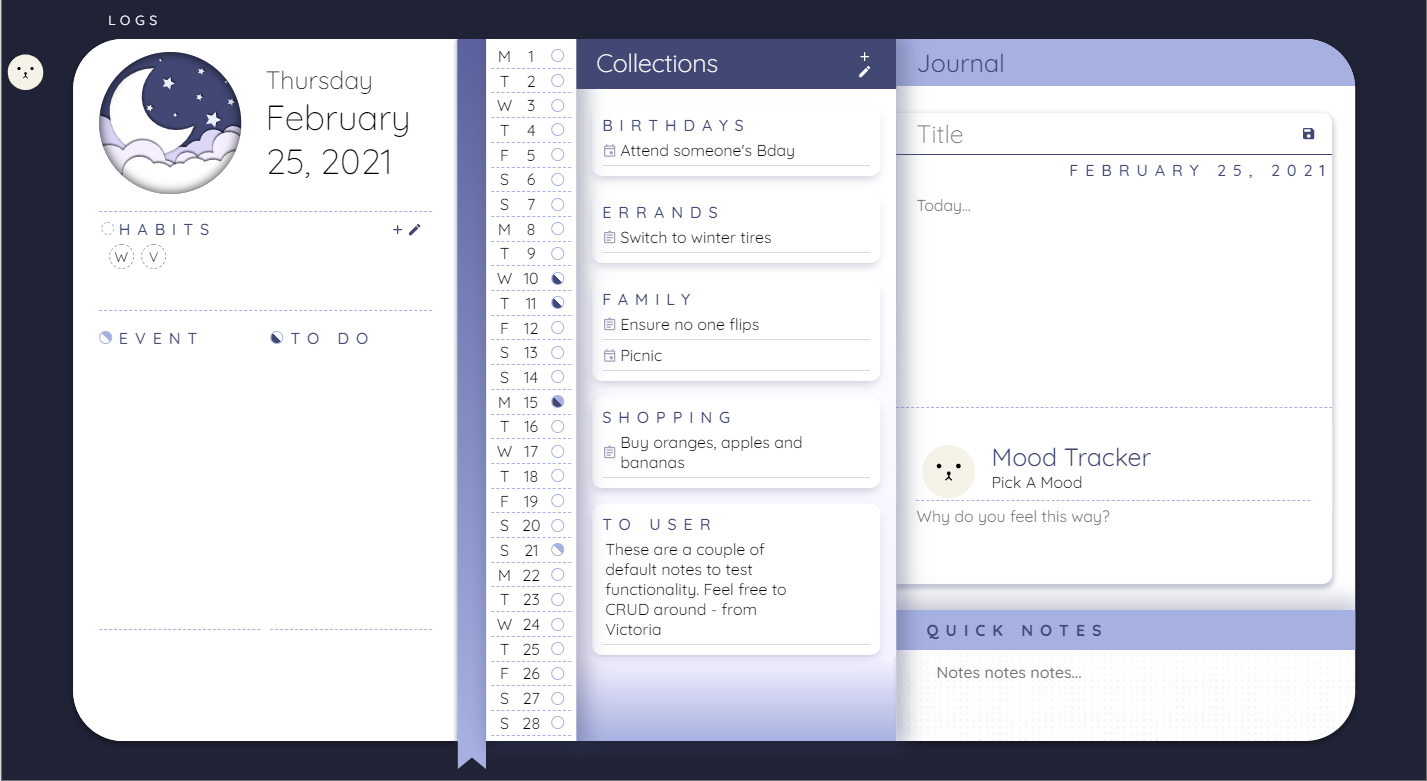 LOGS
Thursday
February
25, 2021
HABITS
+
W V
EVENT
TO DO
M 1
T 2
W 3
T 4
F 5
S 6
S 7
M 8
T 9
W 10
T 11
F 12
S 13
S 14
M 15
T 16
W 17
T 18
F 19
S 20
S 21
M 22
T 23
W 24
T 25
F 26
S 27
S 28
Collections
+
BIRTHDAYS
Attend someone's Bday
ERRANDS
Switch to winter tires
FAMILY
Ensure no one flips
Picnic
SHOPPING
Buy oranges, apples and
bananas
TO USER
These are a couple of
default notes to test
functionality. Feel free to
CRUD around - from
Victoria
Journal
Title
FEBRUARY 25, 2021
Today...
Mood Tracker
Pick A Mood
Why do you feel this way?
QUICK NOTES
Notes notes notes...